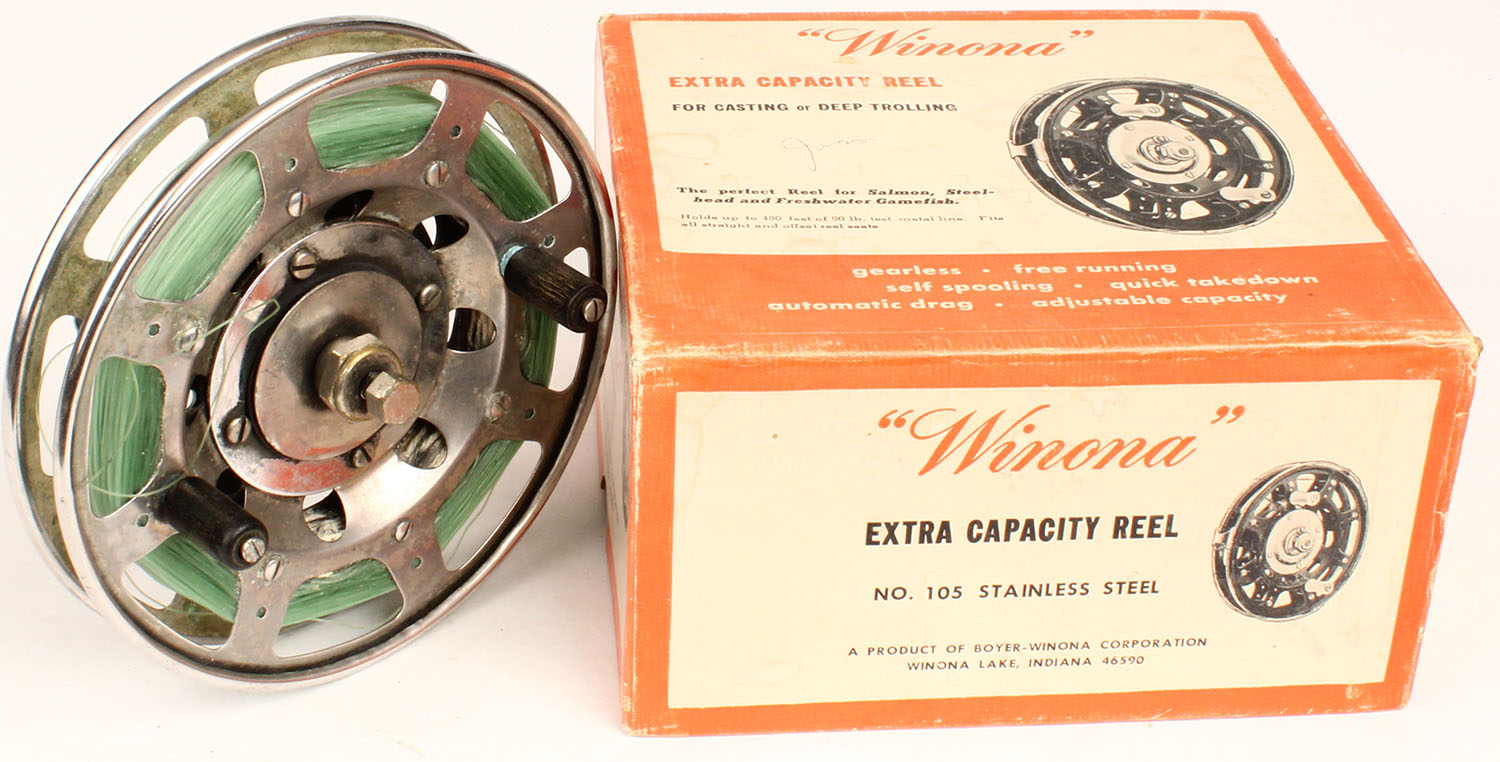 “Winona”
EXTRA CAPACITY REEL
FOR CASTING or DEEP TROLLING
The perfect Reel for Salmon, Steel-
head and Freshwater Gamefish.
Holds up to 450 feet of 50 lb. test metal line. Fits
all straight and offset reel seats
gearless • free running
self spooling • quick takedown
automatic drag • adjustable capacity
“Winona”
EXTRA CAPACITY REEL
NO. 105 STAINLESS STEEL
A PRODUCT OF BOYER-WINONA CORPORATION
WINONA LAKE, INDIANA 46590